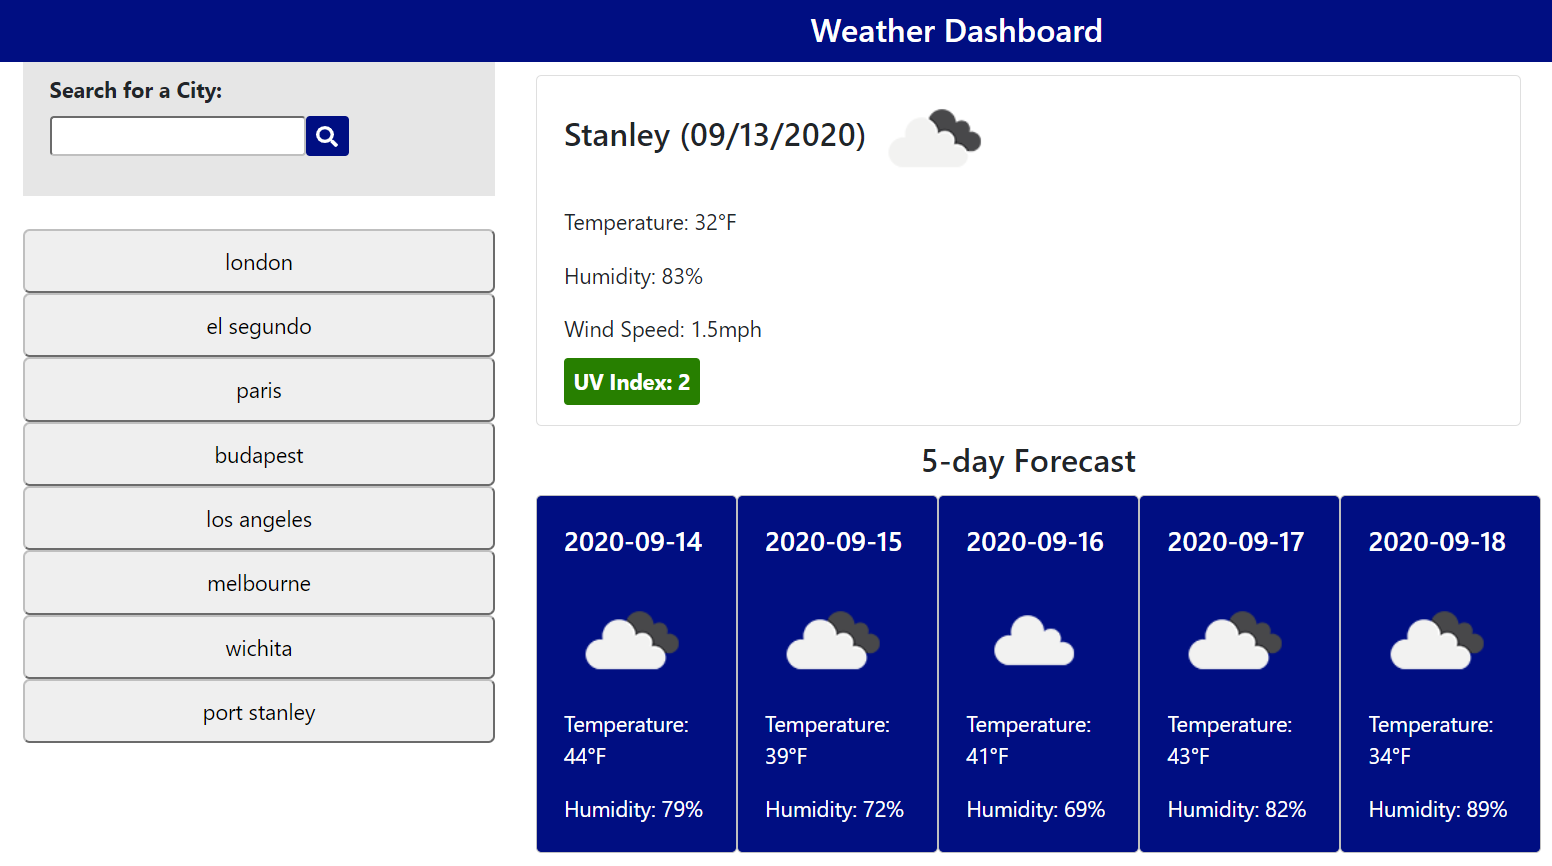 Weather Dashboard
Search for a City:
london
el segundo
paris
budapest
los angeles
melbourne
wichita
port stanley
Stanley (09/13/2020)
Temperature: 32°F
Humidity: 83%
Wind Speed: 1.5mph
UV Index: 2
5-day Forecast
2020-09-14
Temperature:
44°F
Humidity: 79%
2020-09-15
Temperature:
39°F
Humidity: 72%
2020-09-16
Temperature:
41°F
Humidity: 69%
2020-09-17
Temperature:
43°F
Humidity: 82%
2020-09-18
Temperature:
34°F
Humidity: 89%